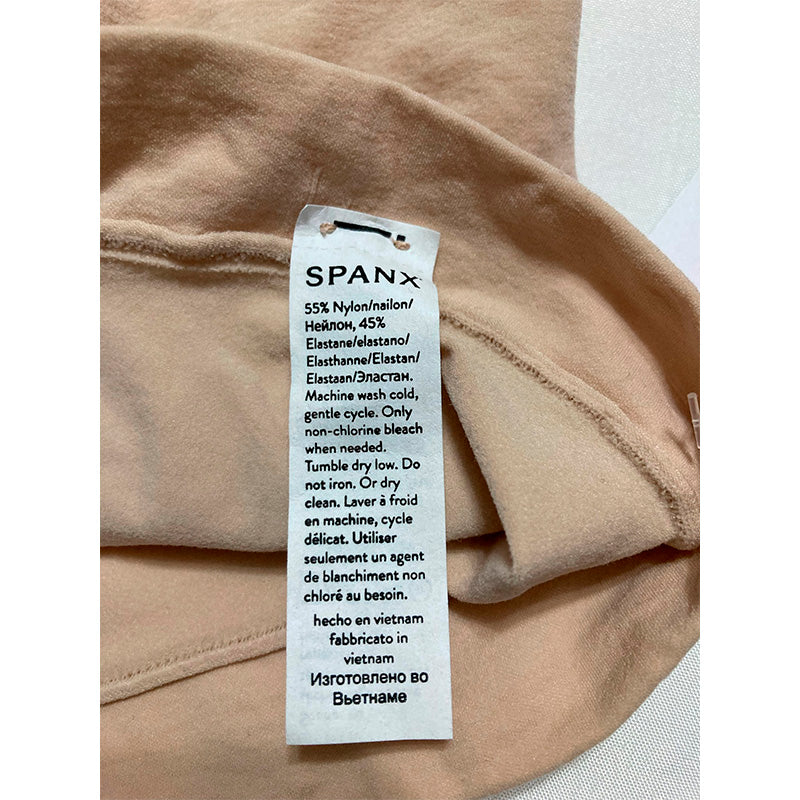 SPANX
55% Nylon/nailon/
Нейлон, 45%
Elastane/elastano/
Elasthanne/Elastan/
Elastaan/Эластан.
Machine wash cold,
gentle cycle. Only
non-chlorine bleach
when needed.
Tumble dry low. Do
not iron. Or dry
clean. Laver à froid
en machine, cycle
délicat. Utiliser
seulement un agent
de blanchiment non
chloré au besoin.
hecho en vietnam
fabbricato in
vietnam
Изготовлено во
Вьетнаме